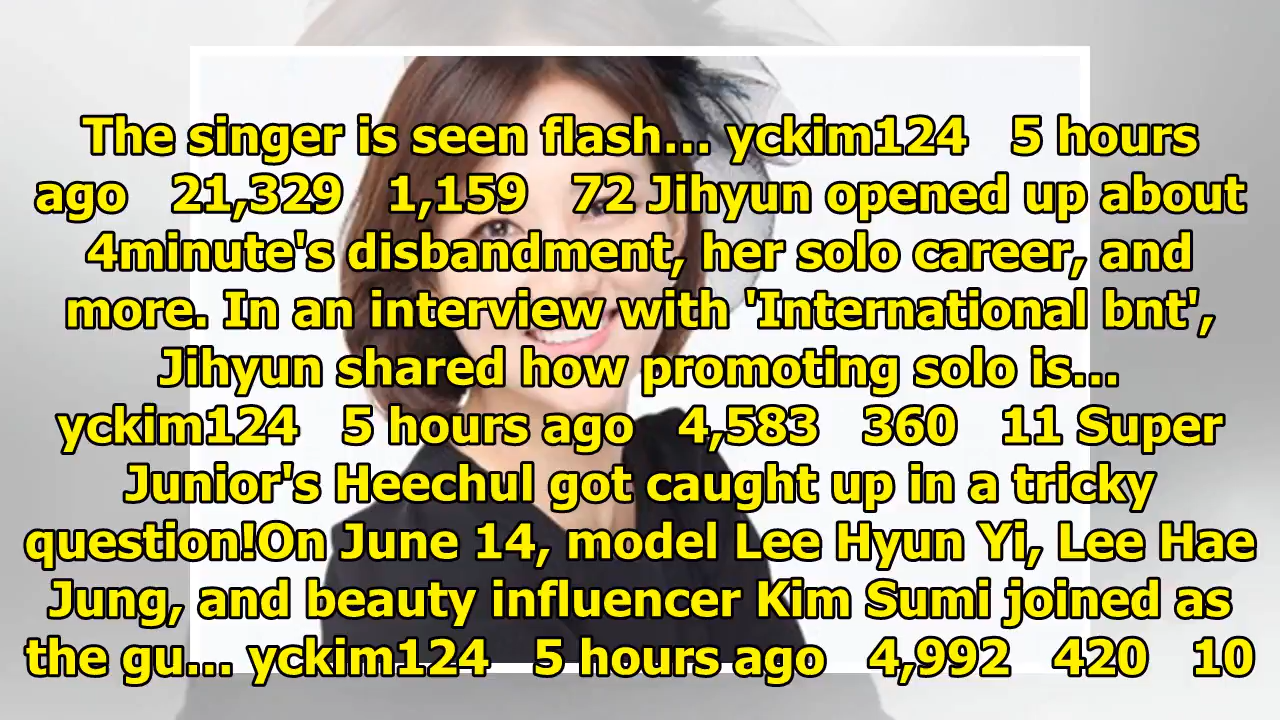 The singer is seen flash... yckim124 5 hours
ago 21,329 1,159 72 Jihyun opened up about
4minute's disbandment, her solo career, and
more. In an interview with 'International bnt',
Jihyun shared how promoting solo is...
yckim124 5 hours ago 4,583 360 11 Super
Junior's Heechul got caught up in a tricky
question!On June 14, model Lee Hyun Yi, Lee Hae
Jung, and beauty influencer Kim Sumi joined as
the gu... yckim124 5 hours ago 4,992 420 10